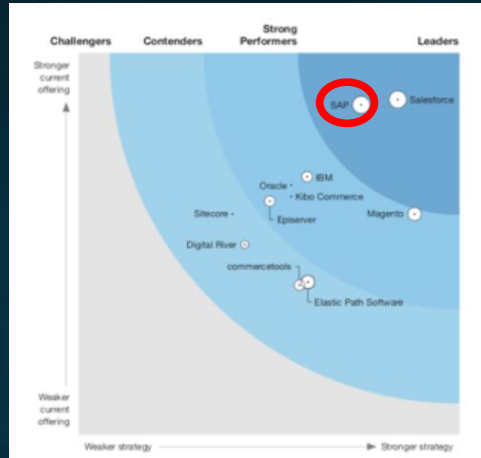 Challengers
Contenders
Strong
Performers
Leaders
Stronger
current
offering
SAP
Salesforce
IBM
Oracle
Kibo Commerce
Sitecore
Episerver
Magento
Digital River
commercetools
Elastic Path Software
Weaker
current
offering
Weaker strategy
Stronger strategy